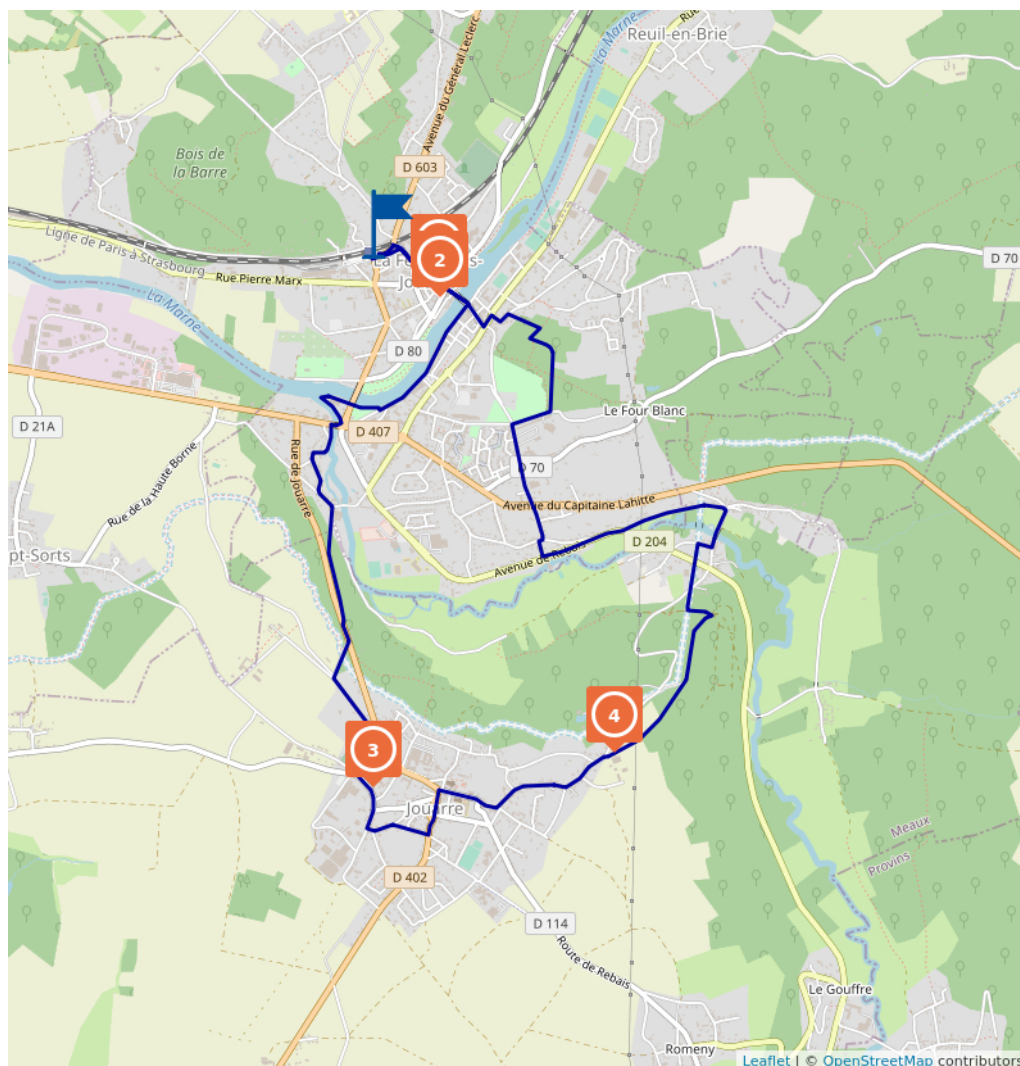 Reuil-en-Brie
Rue
La Marne
Avenue du Général Leclerc
Bois de
la Barre
D 603
Ligne de Paris à Strasbourg
Rue Pierre Marx
2
D 70
La Marne
D 80
Le Four Blanc
D 21A
D 407
Rue de Jouarre
Rue de la Haute Borne
D 70
Avenue du Capitaine Lahitte
pt-Sorts
D 204
Avenue de Rebais
4
3
Jouarre
Meaux
Provins
D 402
D 114
Route de Rebais
Le Gouffre
Romeny
Leaflet | © OpenStreetMap contributors